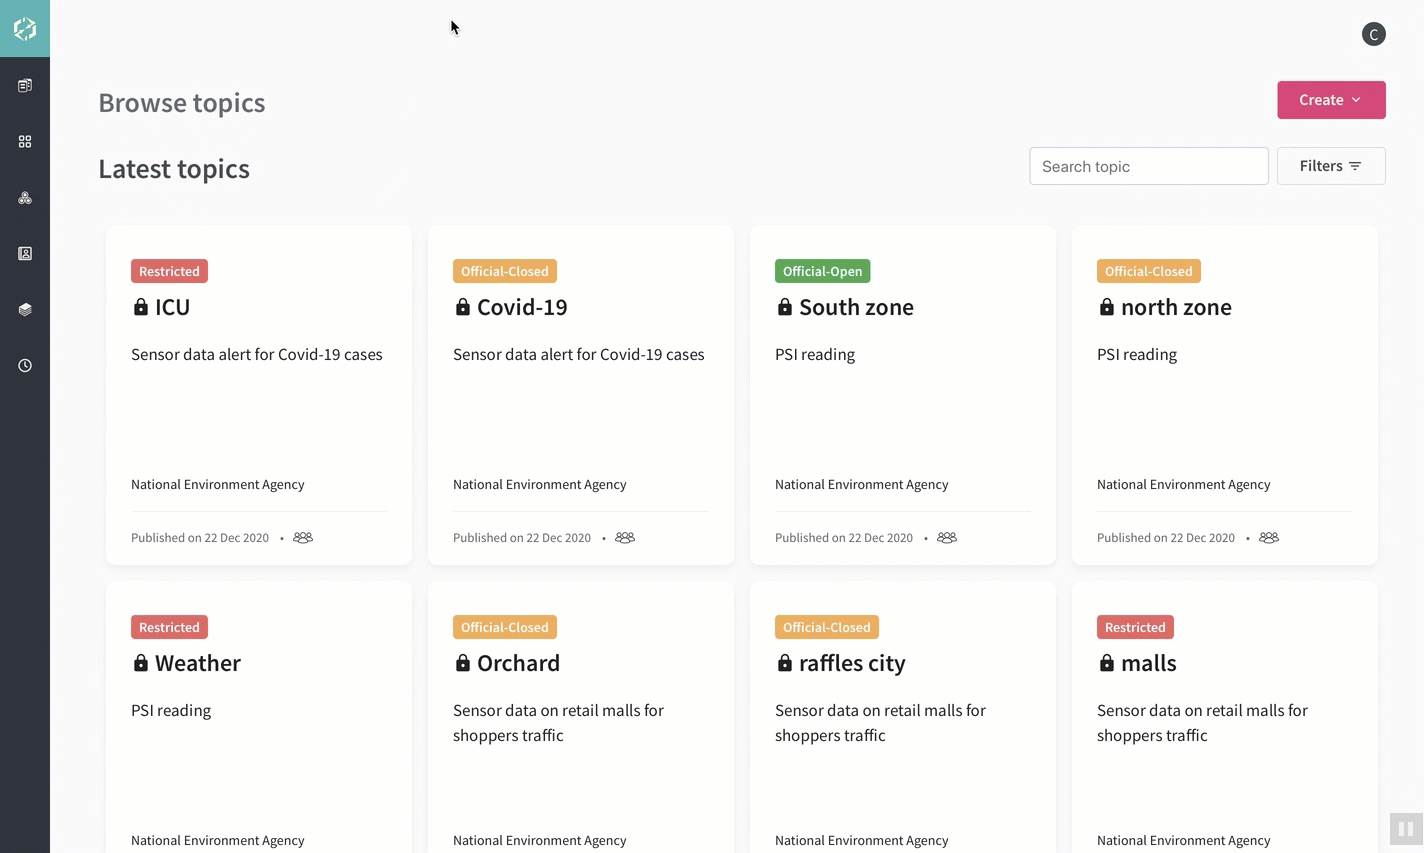 C
Browse topics
Create
Latest topics
Search topic
Filters
Restricted
ICU
Sensor data alert for Covid-19 cases
National Environment Agency
Published on 22 Dec 2020 •
Official-Closed
Covid-19
Sensor data alert for Covid-19 cases
National Environment Agency
Published on 22 Dec 2020 •
Official-Open
South zone
PSI reading
National Environment Agency
Published on 22 Dec 2020 •
Official-Closed
north zone
PSI reading
National Environment Agency
Published on 22 Dec 2020 •
Restricted
Weather
PSI reading
National Environment Agency
Official-Closed
Orchard
Sensor data on retail malls for
shoppers traffic
National Environment Agency
Official-Closed
raffles city
Sensor data on retail malls for
shoppers traffic
National Environment Agency
Restricted
malls
Sensor data on retail malls for
shoppers traffic
National Environment Agency